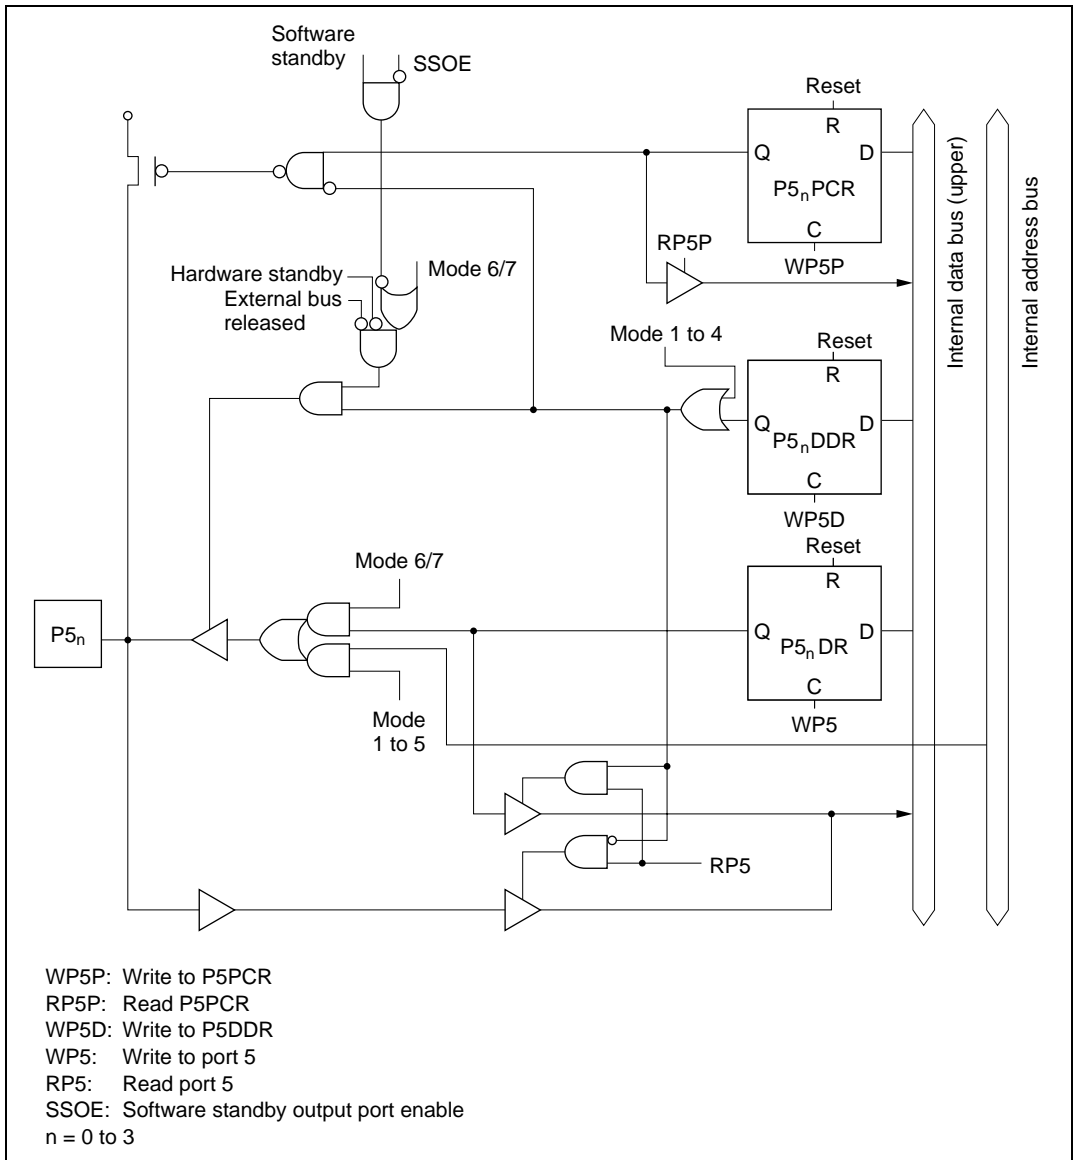 Software
standby
SSOE
Reset
R
Q
D
P5nPCR
C
WP5P
RP5P
Hardware standby
External bus
released
Mode 6/7
Internal data bus (upper)
Internal address bus
Mode 1 to 4
Reset
R
Q
D
P5nDDR
C
WP5D
Reset
R
Q
D
P5nDR
C
WP5
Mode 6/7
P5n
Mode
1 to 5
RP5
WP5P: Write to P5PCR
RP5P: Read P5PCR
WP5D: Write to P5DDR
WP5: Write to port 5
RP5: Read port 5
SSOE: Software standby output port enable
n = 0 to 3